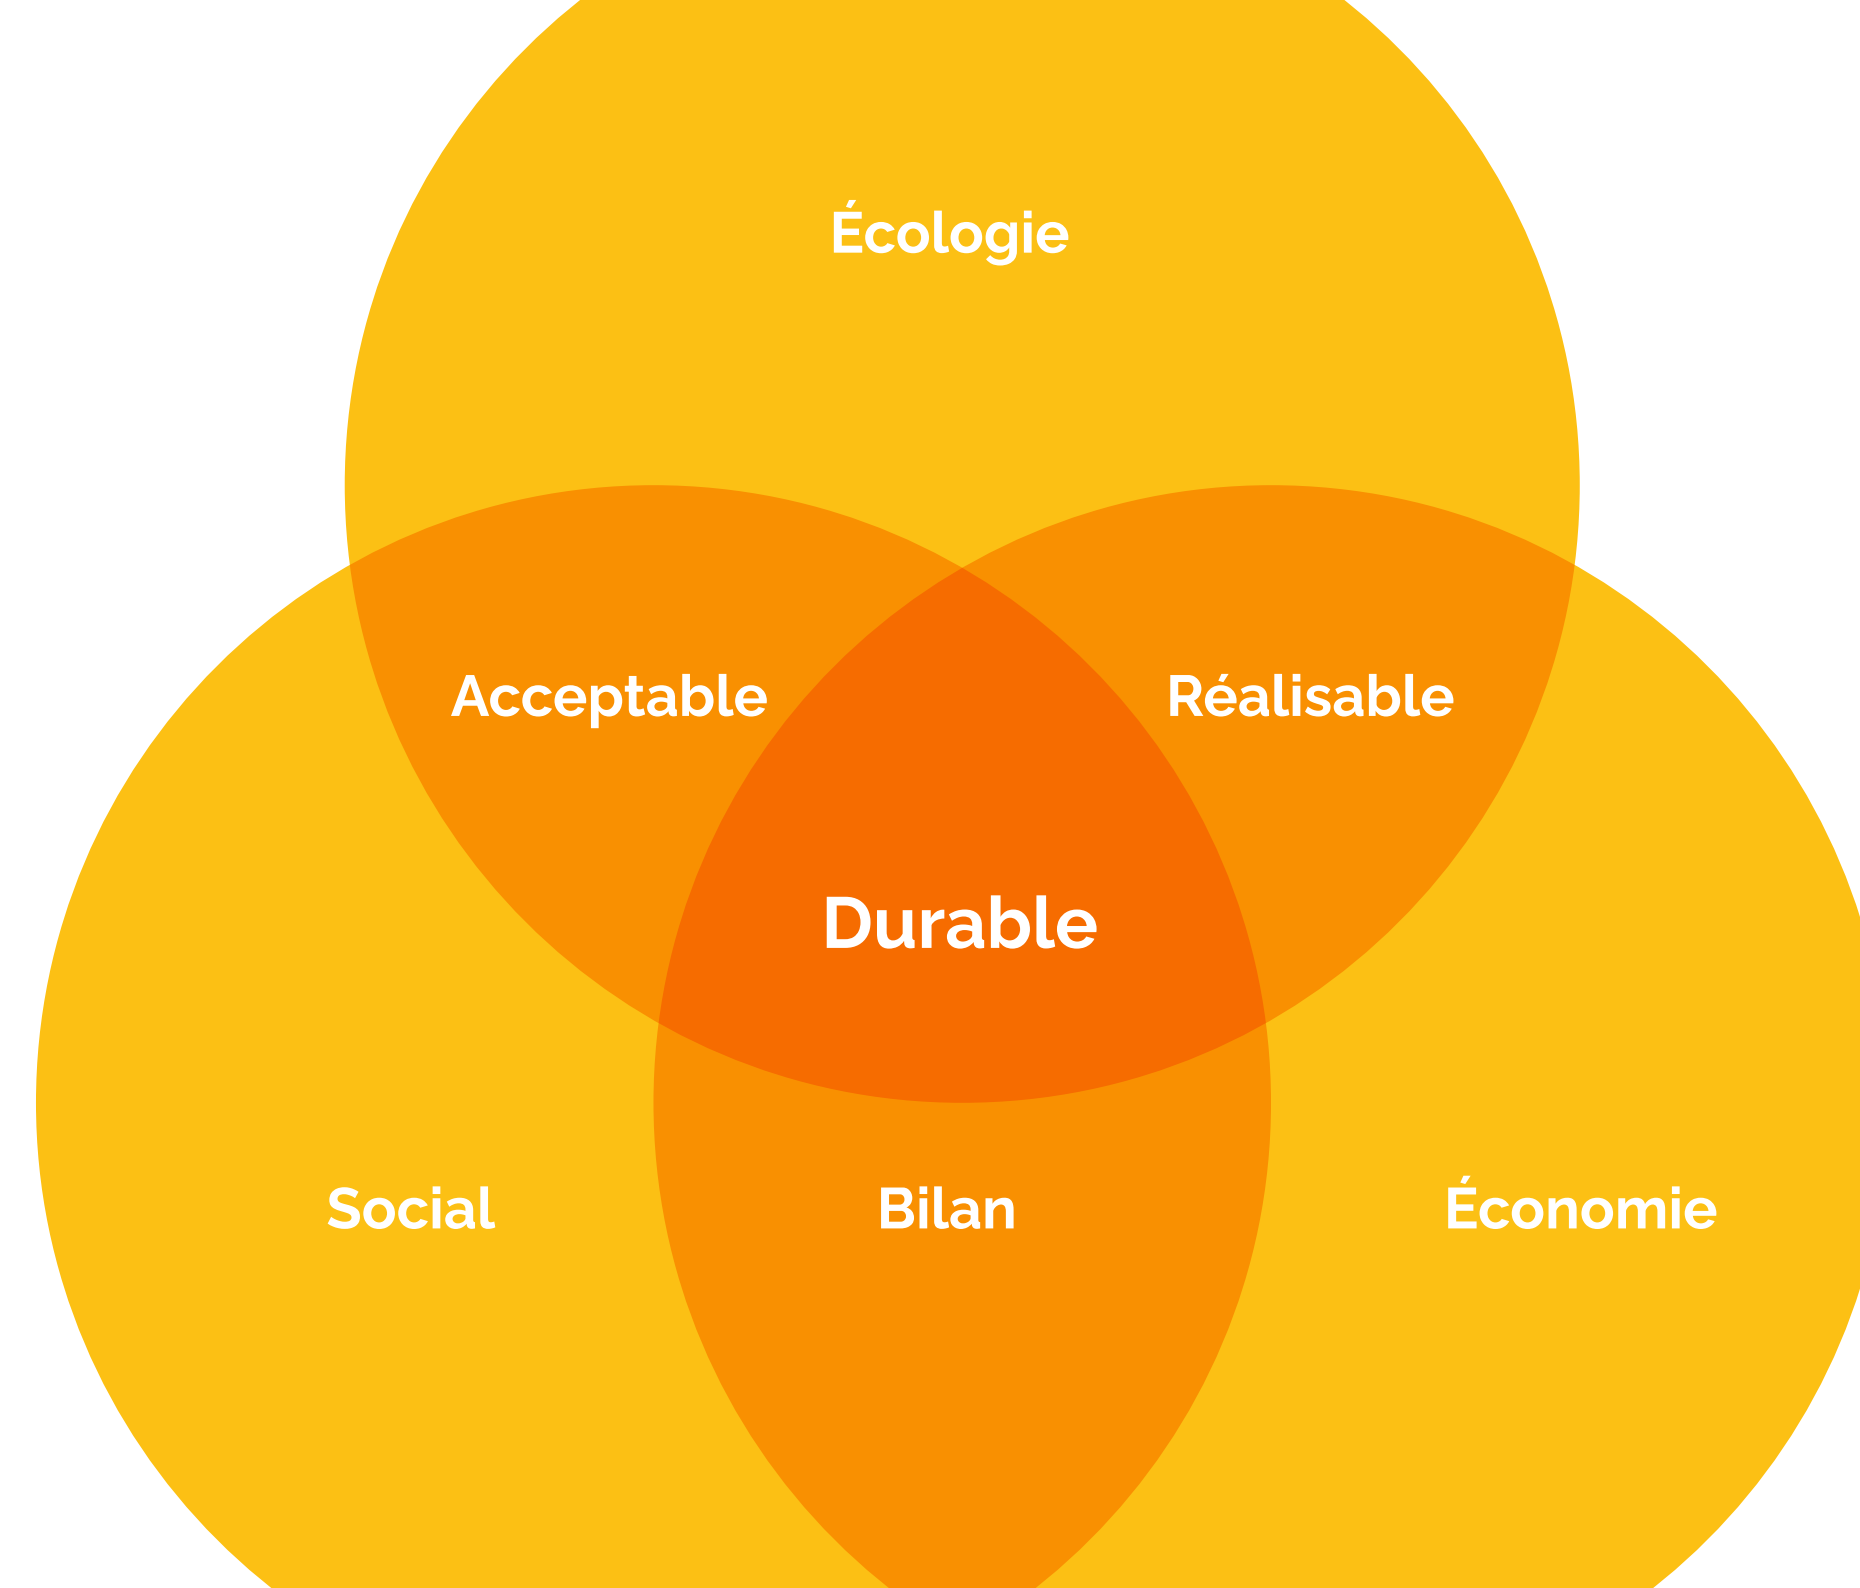 Écologie
Acceptable
Réalisable
Durable
Social
Bilan
Économie